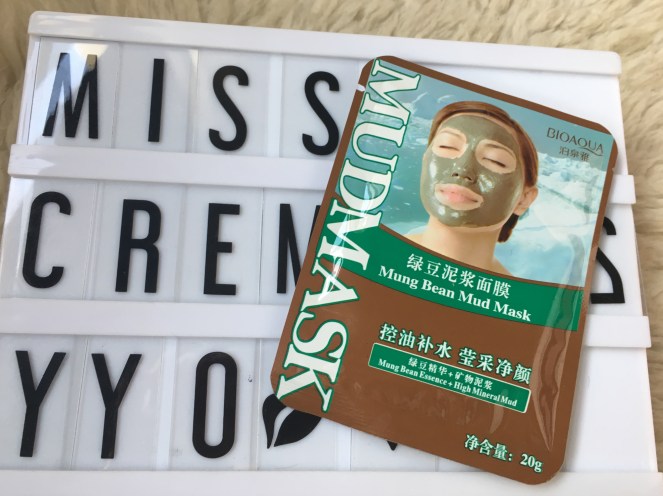 MISS
CREM
YYO
MUDMASK
BIOAQUA
泊泉雅
绿豆泥浆面膜
Mung Bean Mud Mask
控油补水 莹采净颜
绿豆精华+矿物泥浆
Mung Bean Essence + High Mineral Mud
净含量：20g